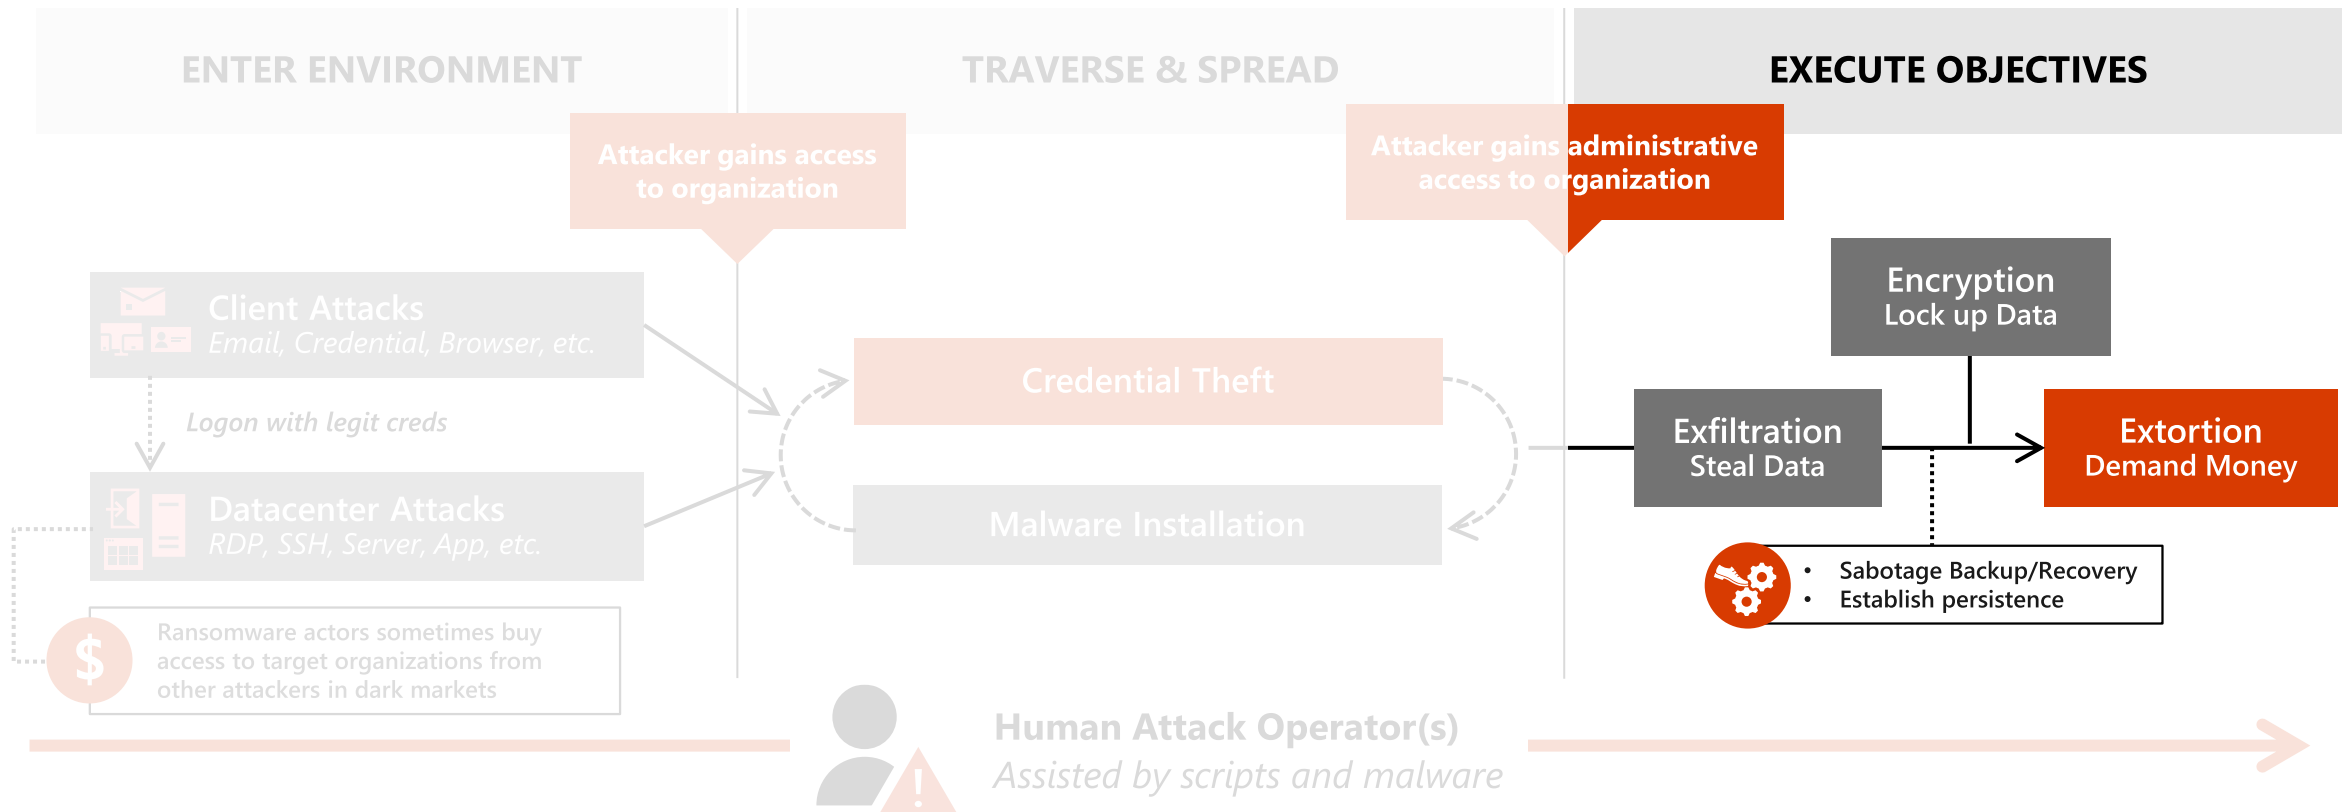 ENTER ENVIRONMENT
TRAVERSE & SPREAD
EXECUTE OBJECTIVES
Attacker gains access
to organization
Attacker gains administrative
access to organization
Client Attacks
Email, Credential, Browser, etc.
Logon with legit creds
Datacenter Attacks
RDP, SSH, Server, App, etc.
$
Ransomware actors sometimes buy
access to target organizations from
other attackers in dark markets
Credential Theft
Malware Installation
Encryption
Lock up Data
Exfiltration
Steal Data
Extortion
Demand Money
• Sabotage Backup/Recovery
• Establish persistence
!
Human Attack Operator(s)
Assisted by scripts and malware